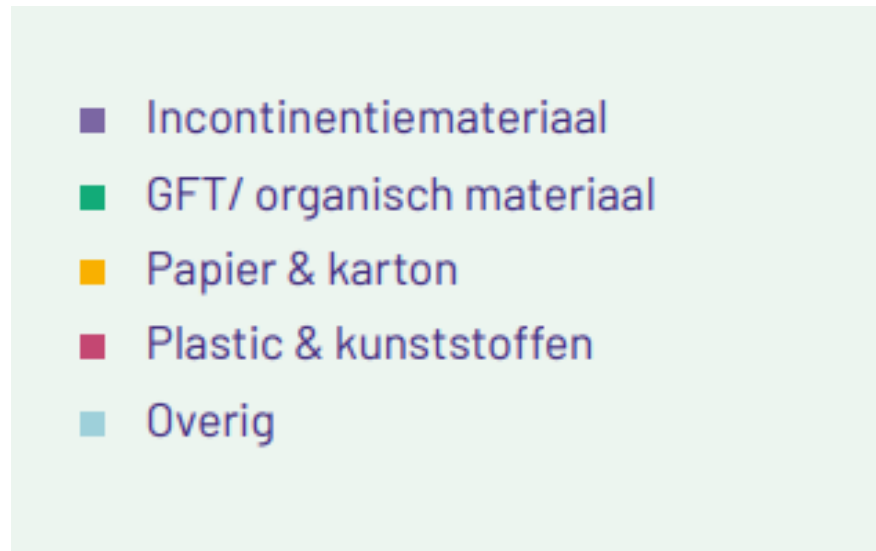 Incontinentiemateriaal
GFT/ organisch materiaal
Papier & karton
Plastic & kunststoffen
Overig